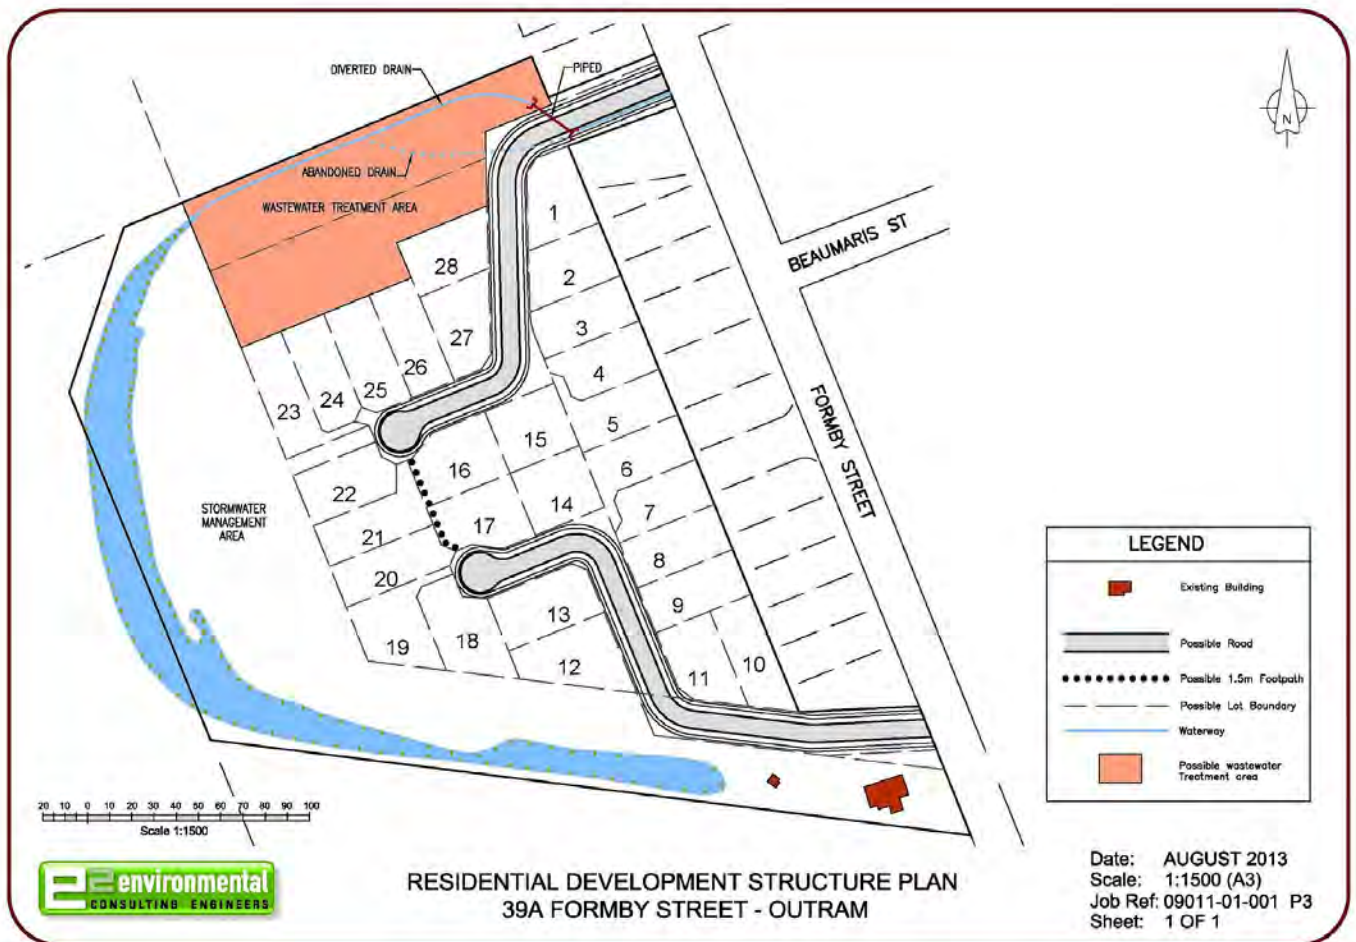 DIVERTED DRAIN
PIPED
N
ABANDONED DRAIN
WASTEWATER TREATMENT AREA
1
BEAUMARIS ST
28
2
3
27
4
26
25
24
23
FORMBY STREET
5
15
16
6
22
14
7
17
STORMWATER
MANAGEMENT
AREA
21
8
20
9
13
18
19
12
11
10
LEGEND
Existing Building
Possible Road
Possible 1.5m Footpath
Possible Lot Boundary
Waterway
Possible wastewater
Treatment area
20 10 0 10 20 30 40 50 60 70 80 90 100
Scale 1:1500
e2 environmental
CONSULTING ENGINEERS
RESIDENTIAL DEVELOPMENT STRUCTURE PLAN
39A FORMBY STREET - OUTRAM
Date: AUGUST 2013
Scale: 1:1500 (A3)
Job Ref: 09011-01-001 P3
Sheet: 1 OF 1